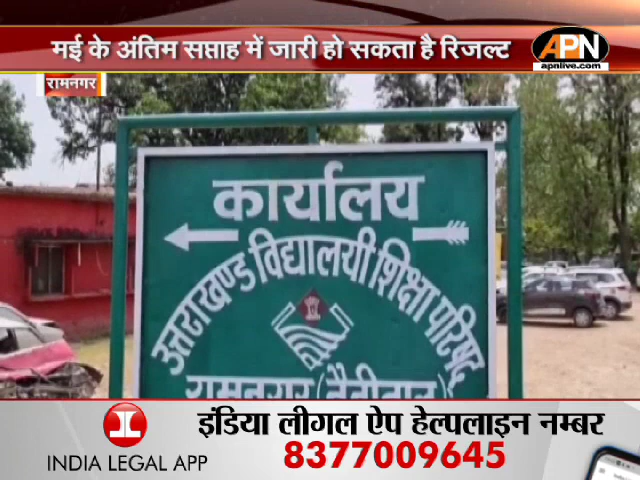 मई के अंतिम सप्ताह में जारी हो सकता है रिजल्ट
APN
apnlive.com
रामनगर
कार्यालय
उत्तराखण्ड विद्यालयी शिक्षा परिषद्
रामनगर (नैनीताल)
इंडिया लीगल ऐप हेल्पलाइन नम्बर
INDIA LEGAL APP
8377009645